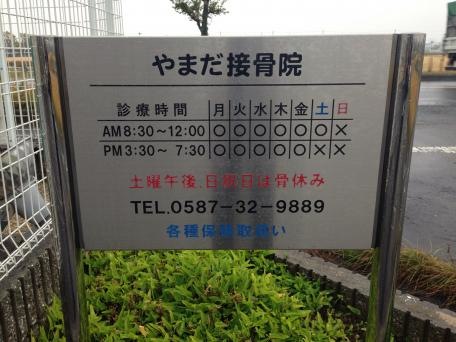 やまだ接骨院
診療時間 月 火 水 木 金 土 日
AM8:30~12:00 ○ ○ ○ ○ ○ ○ ×
PM3:30~ 7:30 ○ ○ ○ ○ ○ × ×
土曜午後、日祝日は骨休み
TEL.0587-32-9889
各種保険取扱い